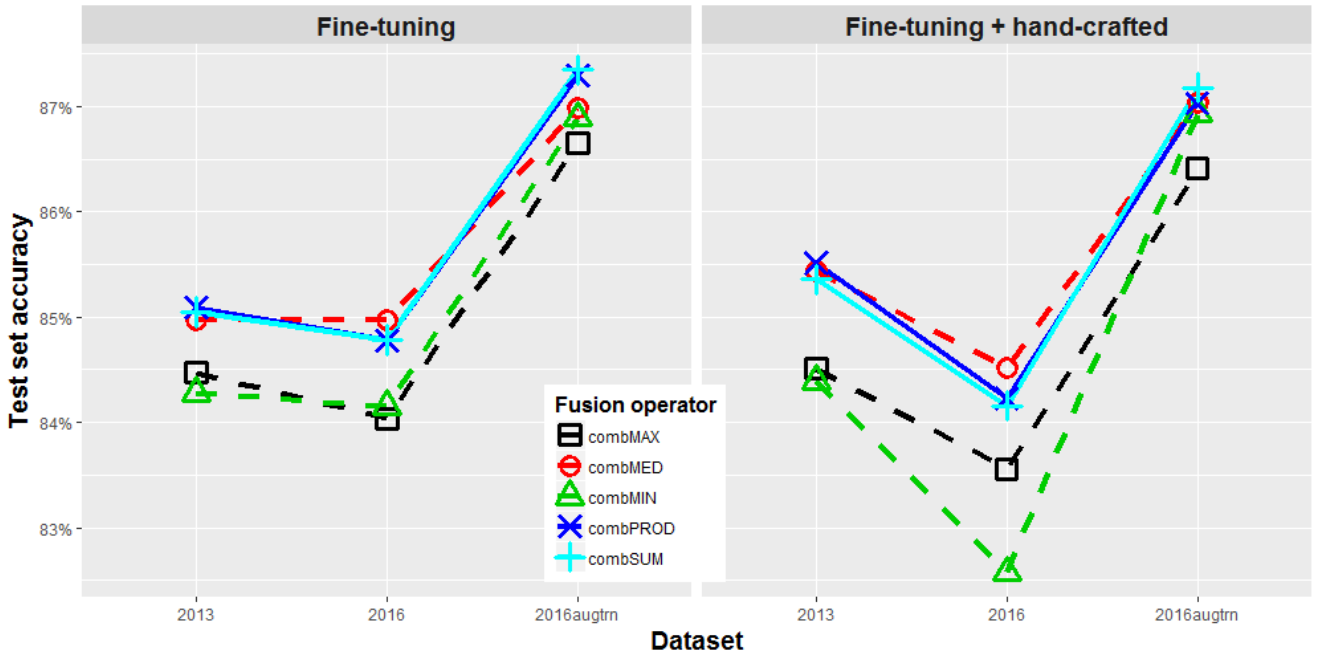 Fine-tuning
Fine-tuning + hand-crafted
Test set accuracy
87%
86%
85%
84%
83%
Fusion operator
combMAX
combMED
combMIN
combPROD
combSUM
2013
2016
2016augtrn
2013
2016
2016augtrn
Dataset